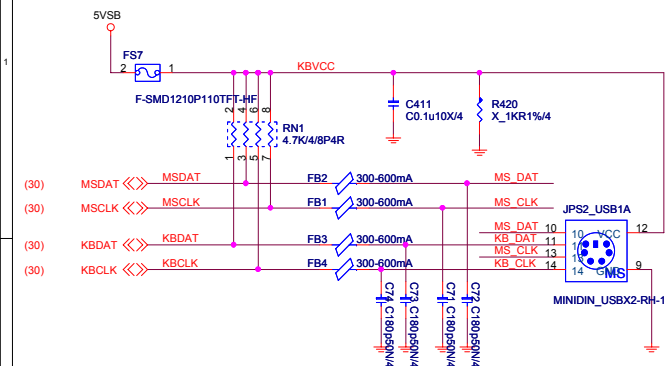 5VSB
FS7
1
2
1
KBVCC
F-SMD1210P110TFT-HF
2
4
6
8
C411
C0.1u10X/4
R420
X_1KR1%/4
RN1
4.7K/4/8P4R
1
3
5
7
(30)
MSDAT
MSDAT
FB2
300-600mA
MS_DAT
(30)
MSCLK
MSCLK
FB1
300-600mA
MS_CLK
JPS2_USB1A
MS_DAT
10
10
VCC
12
(30)
KBDAT
KBDAT
FB3
300-600mA
KB_DAT
11
MS_CLK
13
(30)
KBCLK
KBCLK
FB4
300-600mA
KB_CLK
14
14
9
MS
MINIDIN_USBX2-RH-1
C74 C180p50N/4
C73 C180p50N/4
C71 C180p50N/4
C72 C180p50N/4